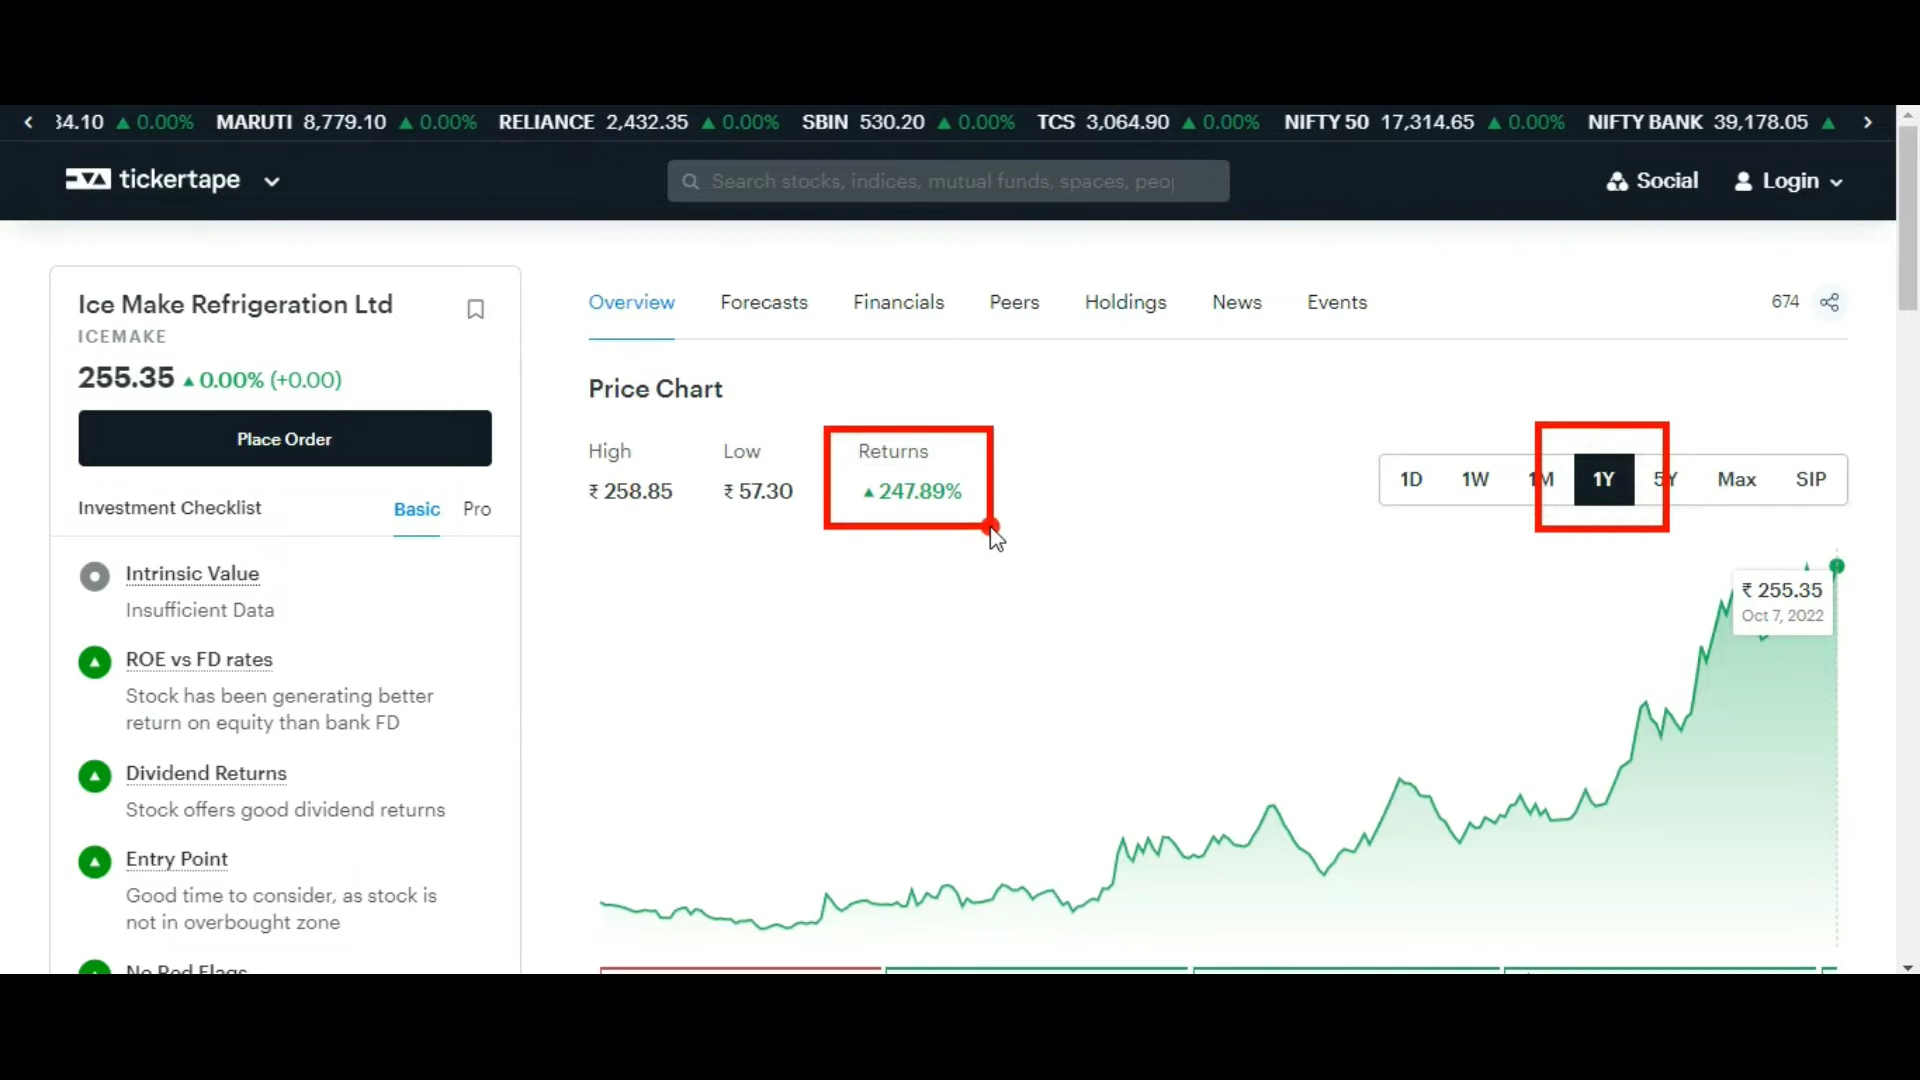 34.10 ▲ 0.00% MARUTI 8,779.10 ▲ 0.00% RELIANCE 2,432.35 ▲ 0.00% SBIN 530.20 ▲ 0.00% TCS 3,064.90 ▲ 0.00% NIFTY 50 17,314.65 ▲ 0.00% NIFTY BANK 39,178.05 ▲
tickertape
Search stocks, indices, mutual funds, spaces, peo
Social
Login
Ice Make Refrigeration Ltd
ICEMAKE
255.35 ▲ 0.00% (+0.00)
Place Order
Investment Checklist
Basic Pro
Intrinsic Value
Insufficient Data
ROE vs FD rates
Stock has been generating better
return on equity than bank FD
Dividend Returns
Stock offers good dividend returns
Entry Point
Good time to consider, as stock is
not in overbought zone
No Red Flags
Overview Forecasts Financials Peers Holdings News Events
674
Price Chart
High Low Returns
₹ 258.85 ₹ 57.30 ▲ 247.89%
1D 1W 1M 1Y 5Y Max SIP
₹ 255.35
Oct 7, 2022